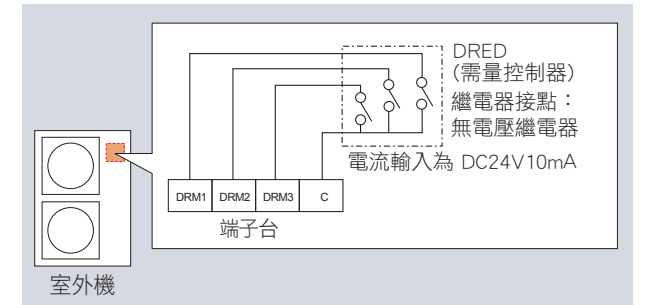 DRED
(需量控制器)
繼電器接點：
無電壓繼電器
電流輸入為 DC24V10mA
DRM1 DRM2 DRM3 C
端子台
室外機